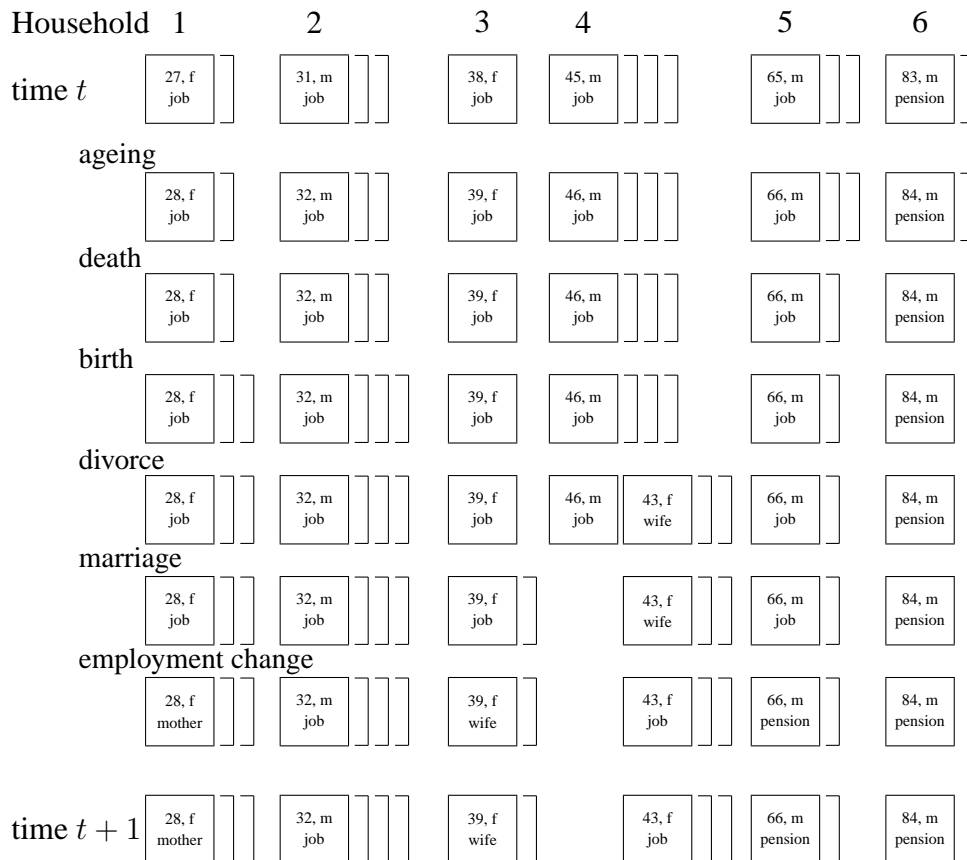 Household 1 2 3 4 5 6
time t
27, f 31, m 38, f 45, m 65, m 83, m
job job job job job pension
ageing
28, f 32, m 39, f 46, m 66, m 84, m
job job job job job pension
death
28, f 32, m 39, f 46, m 66, m 84, m
job job job job job pension
birth
28, f 32, m 39, f 46, m 66, m 84, m
job job job job job pension
divorce
28, f 32, m 39, f 46, m 43, f 66, m 84, m
job job job job wife job pension
marriage
28, f 32, m 39, f 43, f 66, m 84, m
job job job wife job pension
employment change
28, f 32, m 39, f 43, f 66, m 84, m
mother job wife job pension pension
time t + 1
28, f 32, m 39, f 43, f 66, m 84, m
mother job wife job pension pension